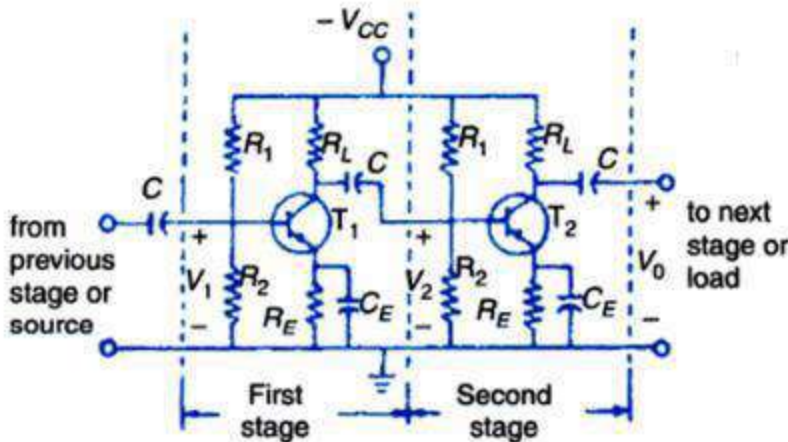 − V_CC
R_1 R_L C R_1 R_L C
C
T_1 T_2
from previous stage or source
+ + +
V_1 R_2 V_2 R_2 V_0
to next stage or load
R_E C_E R_E C_E
− − −
First stage
Second stage